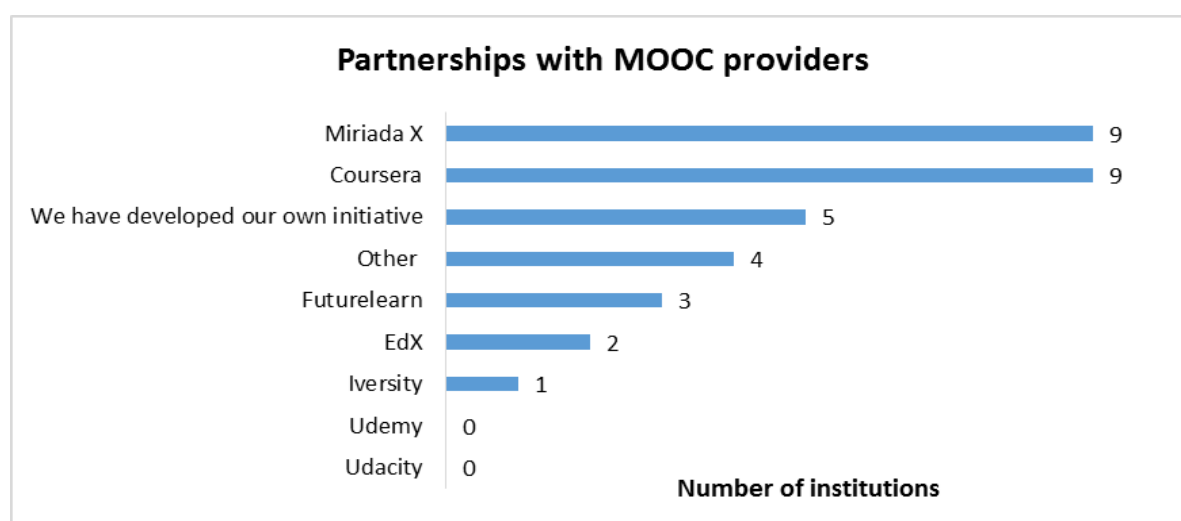 Partnerships with MOOC providers
Miriada X 9
Coursera 9
We have developed our own initiative 5
Other 4
Futurelearn 3
EdX 2
Iversity 1
Udemy 0
Udacity 0
Number of institutions